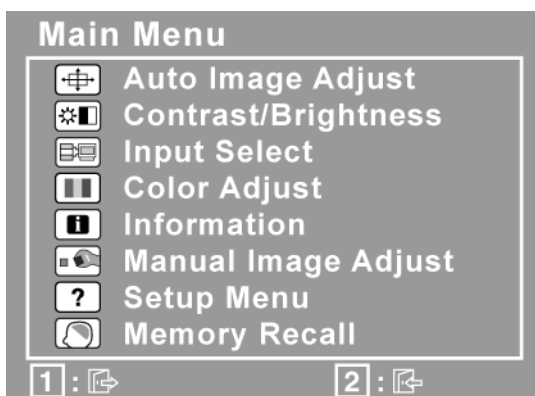 Main Menu
Auto Image Adjust
Contrast/Brightness
Input Select
Color Adjust
i Information
Manual Image Adjust
? Setup Menu
Memory Recall
1 : 2 :